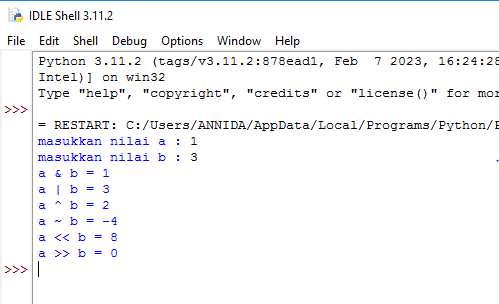 IDLE Shell 3.11.2
File Edit Shell Debug Options Window Help
Python 3.11.2 (tags/v3.11.2:878ead1, Feb 7 2023, 16:24:28
Intel)] on win32
Type "help", "copyright", "credits" or "license()" for mor
>>>
= RESTART: C:/Users/ANNIDA/AppData/Local/Programs/Python/P
masukkan nilai a : 1
masukkan nilai b : 3
a & b = 1
a | b = 3
a ^ b = 2
a ~ b = -4
a << b = 8
a >> b = 0
>>>